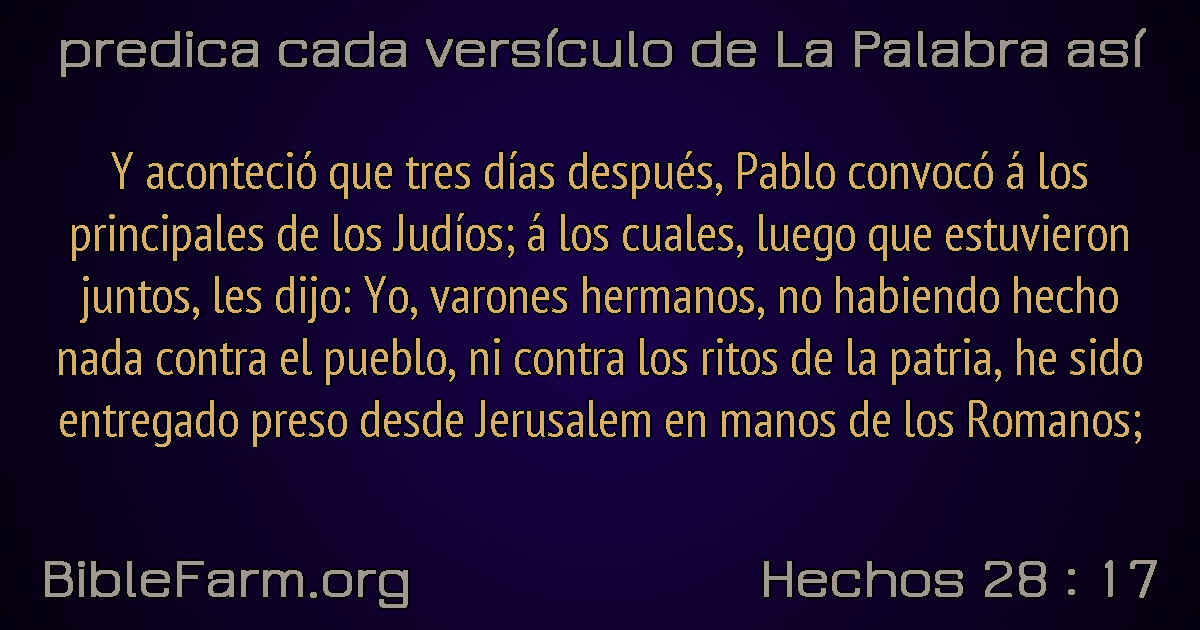 predica cada versículo de La Palabra así
Y aconteció que tres días después, Pablo convocó á los
principales de los Judíos; á los cuales, luego que estuvieron
juntos, les dijo: Yo, varones hermanos, no habiendo hecho
nada contra el pueblo, ni contra los ritos de la patria, he sido
entregado preso desde Jerusalem en manos de los Romanos;
BibleFarm.org
Hechos 28 : 17